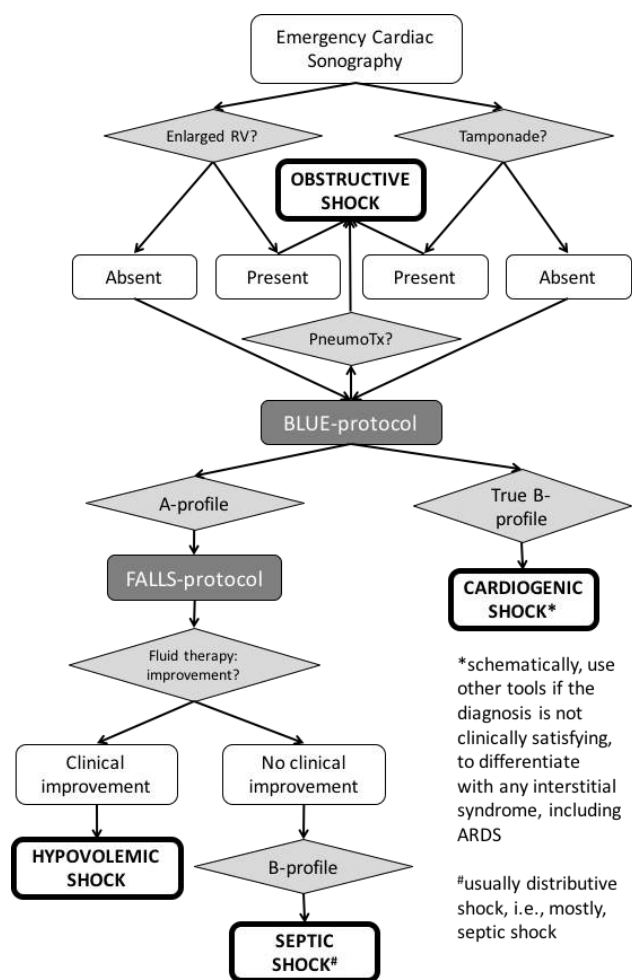 Emergency Cardiac
Sonography
Enlarged RV?
Tamponade?
OBSTRUCTIVE
SHOCK
Absent
Present
Present
Absent
PneumoTx?
BLUE-protocol
A-profile
True B-
profile
FALLS-protocol
CARDIOGENIC
SHOCK*
Fluid therapy:
improvement?
Clinical
improvement
No clinical
improvement
HYPOVOLEMIC
SHOCK
B-profile
SEPTIC
SHOCK#
*schematically, use
other tools if the
diagnosis is not
clinically satisfying,
to differentiate
with any interstitial
syndrome, including
ARDS
#usually distributive
shock, i.e., mostly,
septic shock